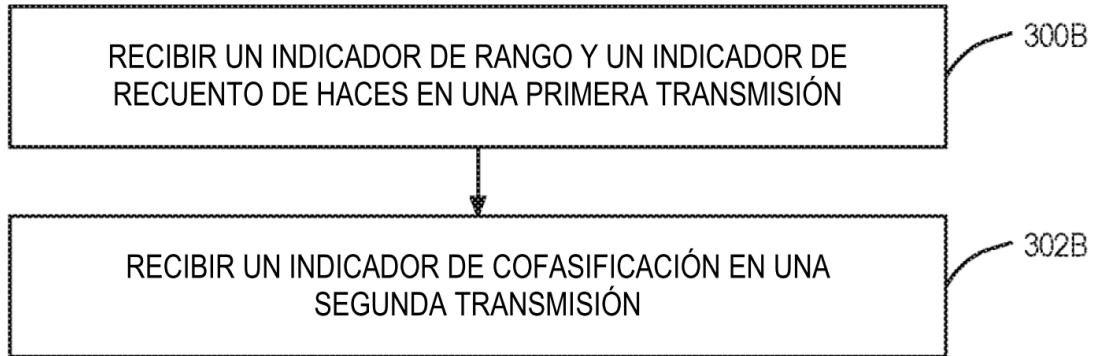 RECIBIR UN INDICADOR DE RANGO Y UN INDICADOR DE
RECUENTO DE HACES EN UNA PRIMERA TRANSMISIÓN
300B
RECIBIR UN INDICADOR DE COFASIFICACIÓN EN UNA
SEGUNDA TRANSMISIÓN
302B